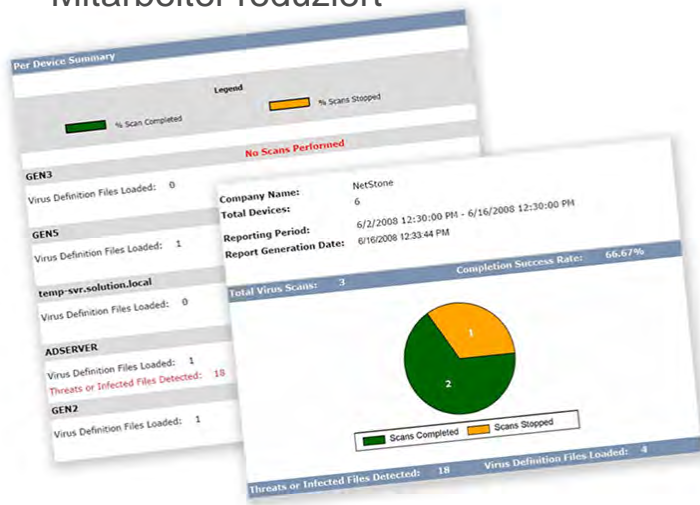 Mitarbeiter reduziert
Per Device Summary
Legend
% Scan Completed
% Scans Stopped
No Scans Performed
GEN3
Virus Definition Files Loaded: 0
GEN5
Virus Definition Files Loaded: 1
temp-svr.solution.local
Virus Definition Files Loaded: 0
ADSERVER
Virus Definition Files Loaded: 1
Threats or Infected Files Detected: 18
GEN2
Virus Definition Files Loaded: 1
Company Name: NetStone
Total Devices: 6
Reporting Period: 6/2/2008 12:30:00 PM - 6/16/2008 12:30:00 PM
Report Generation Date: 6/16/2008 12:33:44 PM
Total Virus Scans: 3 Completion Success Rate: 66.67%
1
2
Scans Completed Scans Stopped
Threats or Infected Files Detected: 18 Virus Definition Files Loaded: 4